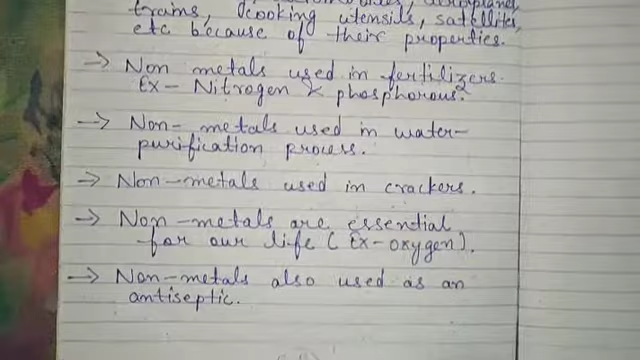 trains, cooking utensils, satellites,
etc because of their properties.
→ Non metals used in fertilizers.
Ex- Nitrogen & phosphorous.
→ Non-metals used in water-
purification process.
→ Non-metals used in crackers.
→ Non-metals are essential
for our life (Ex-oxygen).
→ Non-metals also used as an
antiseptic.